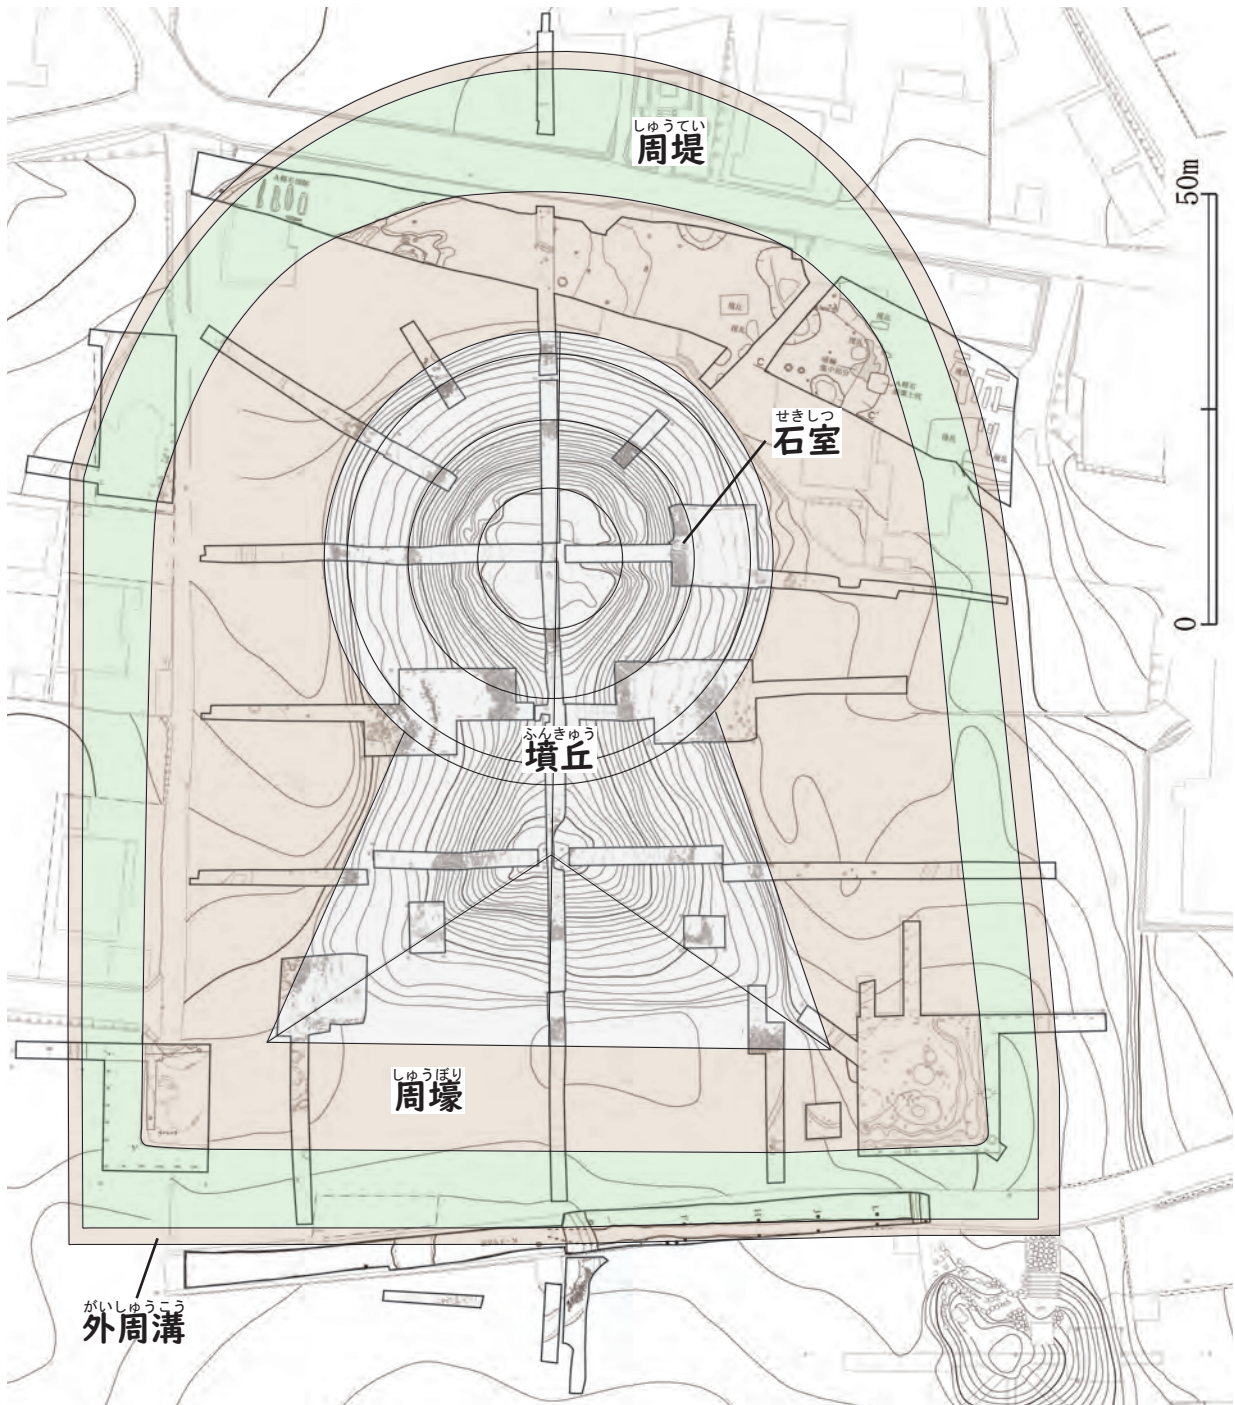 しゅうてい
周堤
50m
せきしつ
石室
0
ふんきゅう
墳丘
しゅうぼり
周壕
がいしゅうこう
外周溝